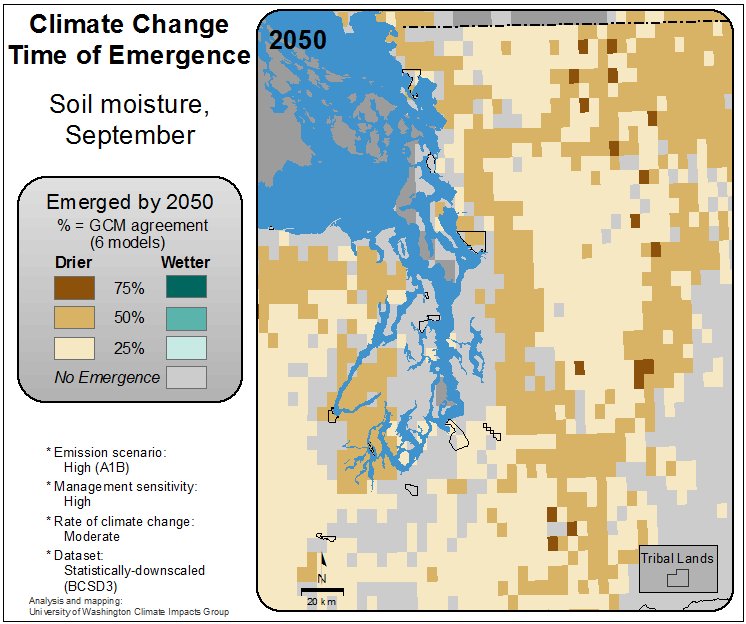 Climate Change
Time of Emergence
Soil moisture,
September
Emerged by 2050
% = GCM agreement
(6 models)
Drier Wetter
75%
50%
25%
No Emergence
* Emission scenario:
High (A1B)
* Management sensitivity:
High
* Rate of climate change:
Moderate
* Dataset:
Statistically-downscaled
(BCSD3)
Analysis and mapping:
University of Washington Climate Impacts Group
2050
N
20 km
Tribal Lands